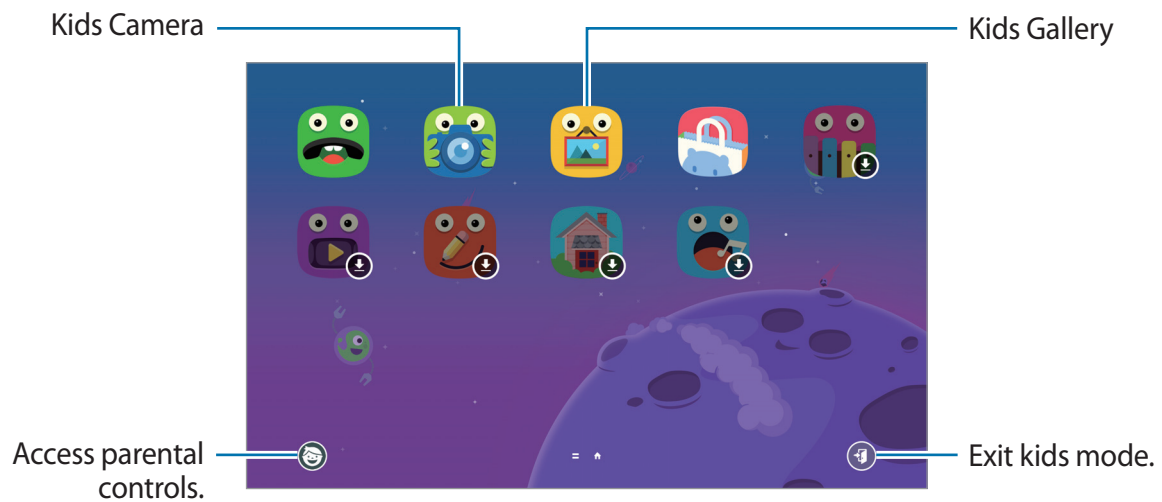 Kids Camera
Kids Gallery
Access parental
controls.
Exit kids mode.